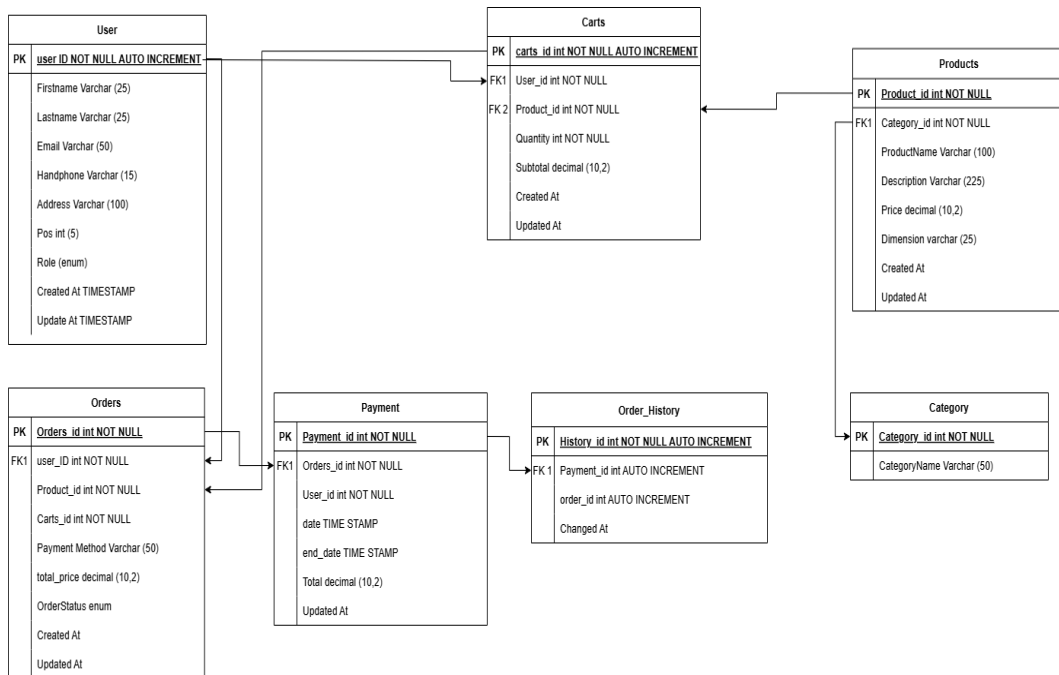 User
PK user ID NOT NULL AUTO INCREMENT
Firstname Varchar (25)
Lastname Varchar (25)
Email Varchar (50)
Handphone Varchar (15)
Address Varchar (100)
Pos int (5)
Role (enum)
Created At TIMESTAMP
Update At TIMESTAMP
Carts
PK carts_id int NOT NULL AUTO INCREMENT
FK1 User_id int NOT NULL
FK 2 Product_id int NOT NULL
Quantity int NOT NULL
Subtotal decimal (10,2)
Created At
Updated At
Products
PK Product_id int NOT NULL
FK1 Category_id int NOT NULL
ProductName Varchar (100)
Description Varchar (225)
Price decimal (10,2)
Dimension varchar (25)
Created At
Updated At
Orders
PK Orders_id int NOT NULL
FK1 user_ID int NOT NULL
Product_id int NOT NULL
Carts_id int NOT NULL
Payment Method Varchar (50)
total_price decimal (10,2)
OrderStatus enum
Created At
Updated At
Payment
PK Payment_id int NOT NULL
FK1 Orders_id int NOT NULL
User_id int NOT NULL
date TIME STAMP
end_date TIME STAMP
Total decimal (10,2)
Updated At
Order_History
PK History_id int NOT NULL AUTO INCREMENT
FK 1 Payment_id int AUTO INCREMENT
order_id int AUTO INCREMENT
Changed At
Category
PK Category_id int NOT NULL
CategoryName Varchar (50)